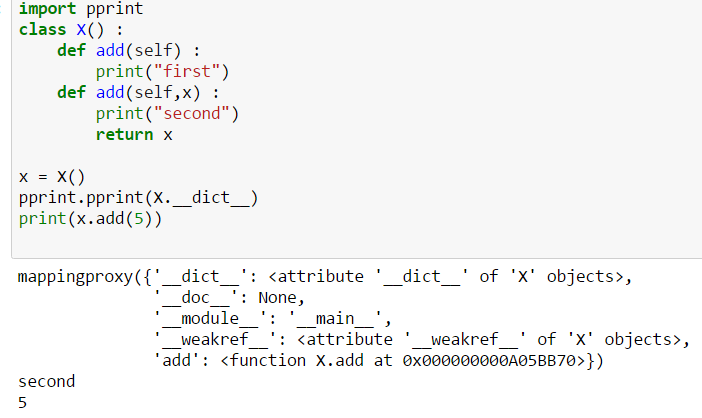 import pprint
class X() :
    def add(self) :
        print("first")
    def add(self,x) :
        print("second")
        return x
x = X()
pprint.pprint(X.__dict__)
print(x.add(5))
mappingproxy({'__dict__': <attribute '__dict__' of 'X' objects>,
              '__doc__': None,
              '__module__': '__main__',
              '__weakref__': <attribute '__weakref__' of 'X' objects>,
              'add': <function X.add at 0x000000000A05BB70>})
second
5